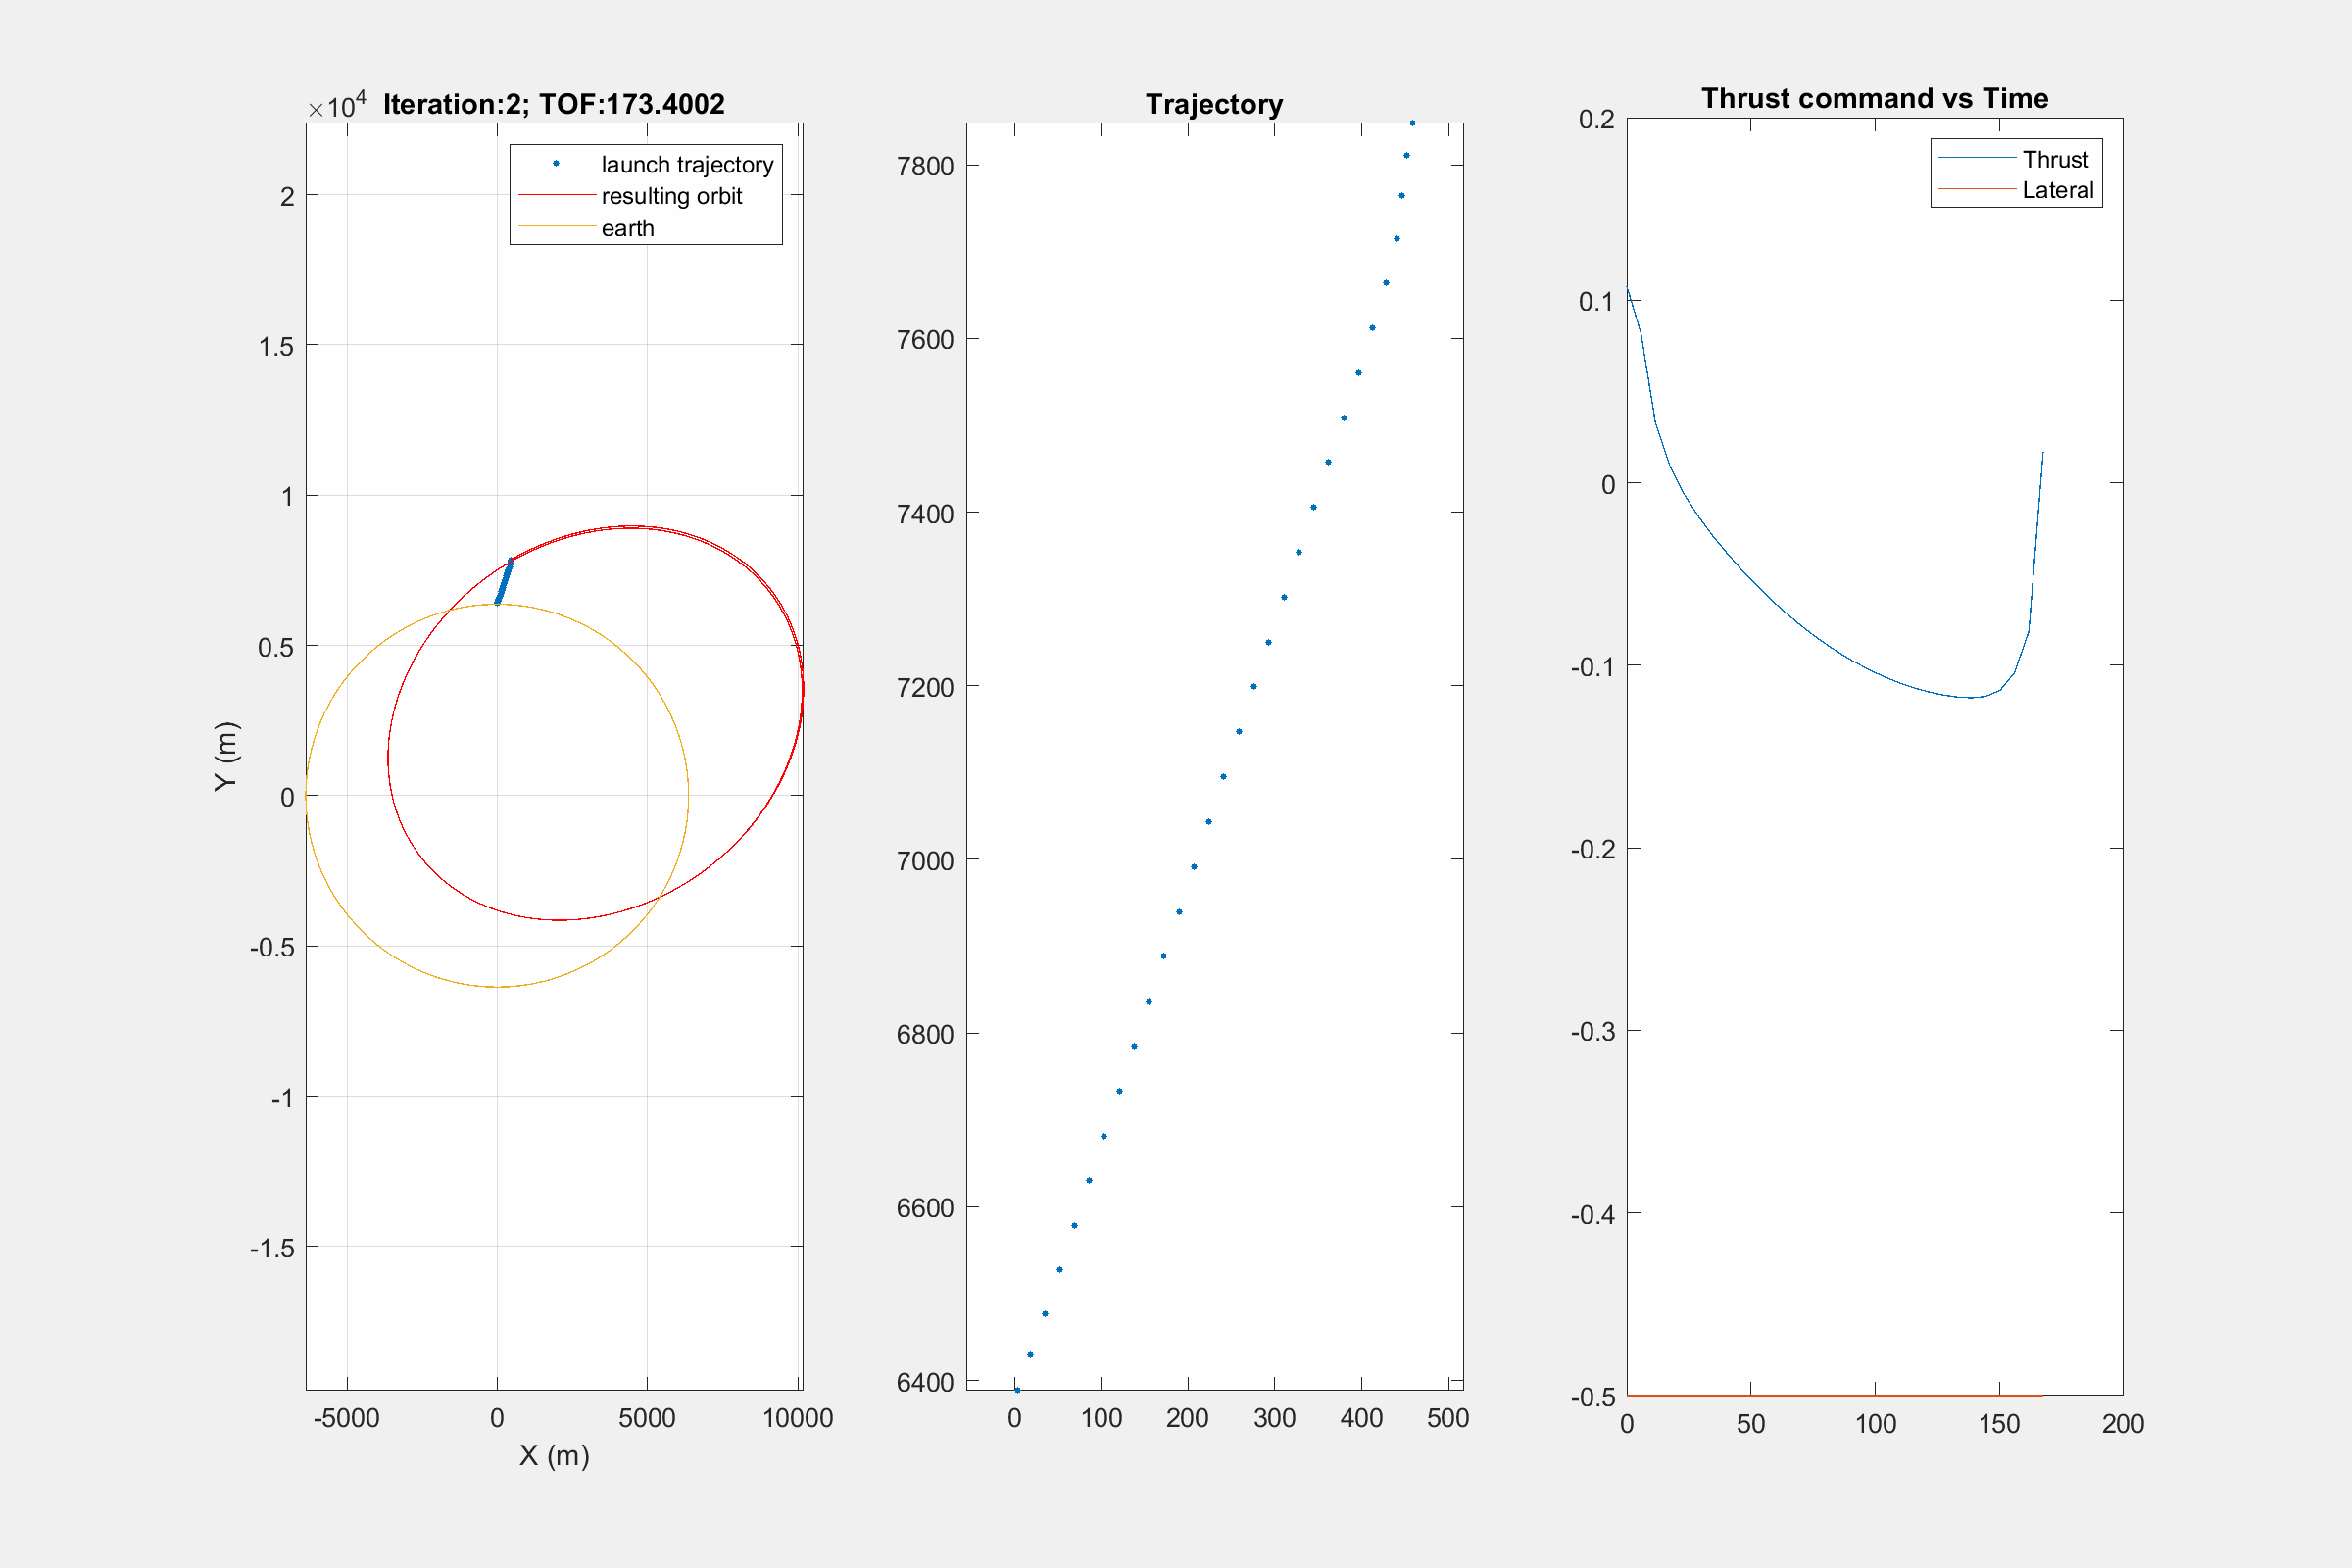 ×10^4 Iteration:2; TOF:173.4002
launch trajectory
resulting orbit
earth
2
1.5
1
0.5
0
-0.5
-1
-1.5
Y (m)
-5000 0 5000 10000
X (m)
Trajectory
7800
7600
7400
7200
7000
6800
6600
6400
0 100 200 300 400 500
Thrust command vs Time
Thrust
Lateral
0.2
0.1
0
-0.1
-0.2
-0.3
-0.4
-0.5
0 50 100 150 200